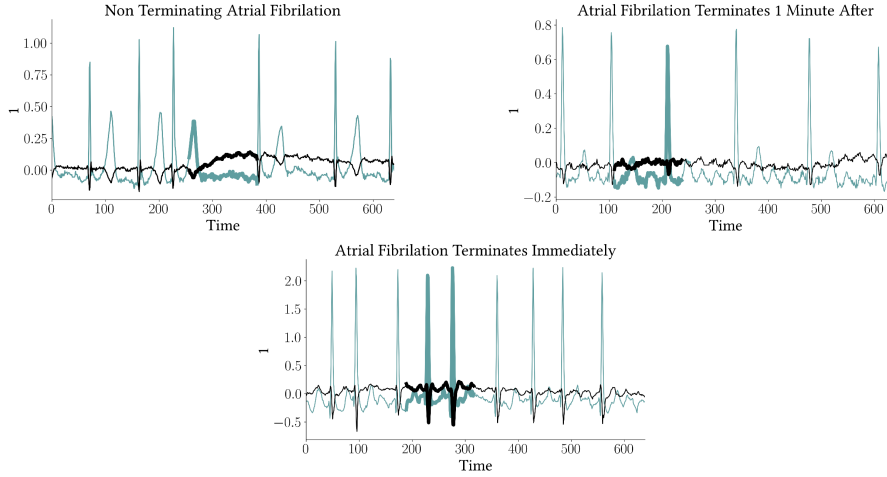 Non Terminating Atrial Fibrilation
1.00
0.75
0.50
0.25
0.00
1
0 100 200 300 400 500 600
Time
Atrial Fibrilation Terminates 1 Minute After
0.8
0.6
0.4
0.2
0.0
−0.2
1
0 100 200 300 400 500 600
Time
Atrial Fibrilation Terminates Immediately
2.0
1.5
1.0
0.5
0.0
−0.5
1
0 100 200 300 400 500 600
Time